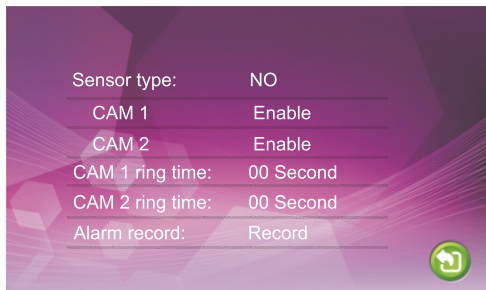 Sensor type: NO
CAM 1 Enable
CAM 2 Enable
CAM 1 ring time: 00 Second
CAM 2 ring time: 00 Second
Alarm record: Record